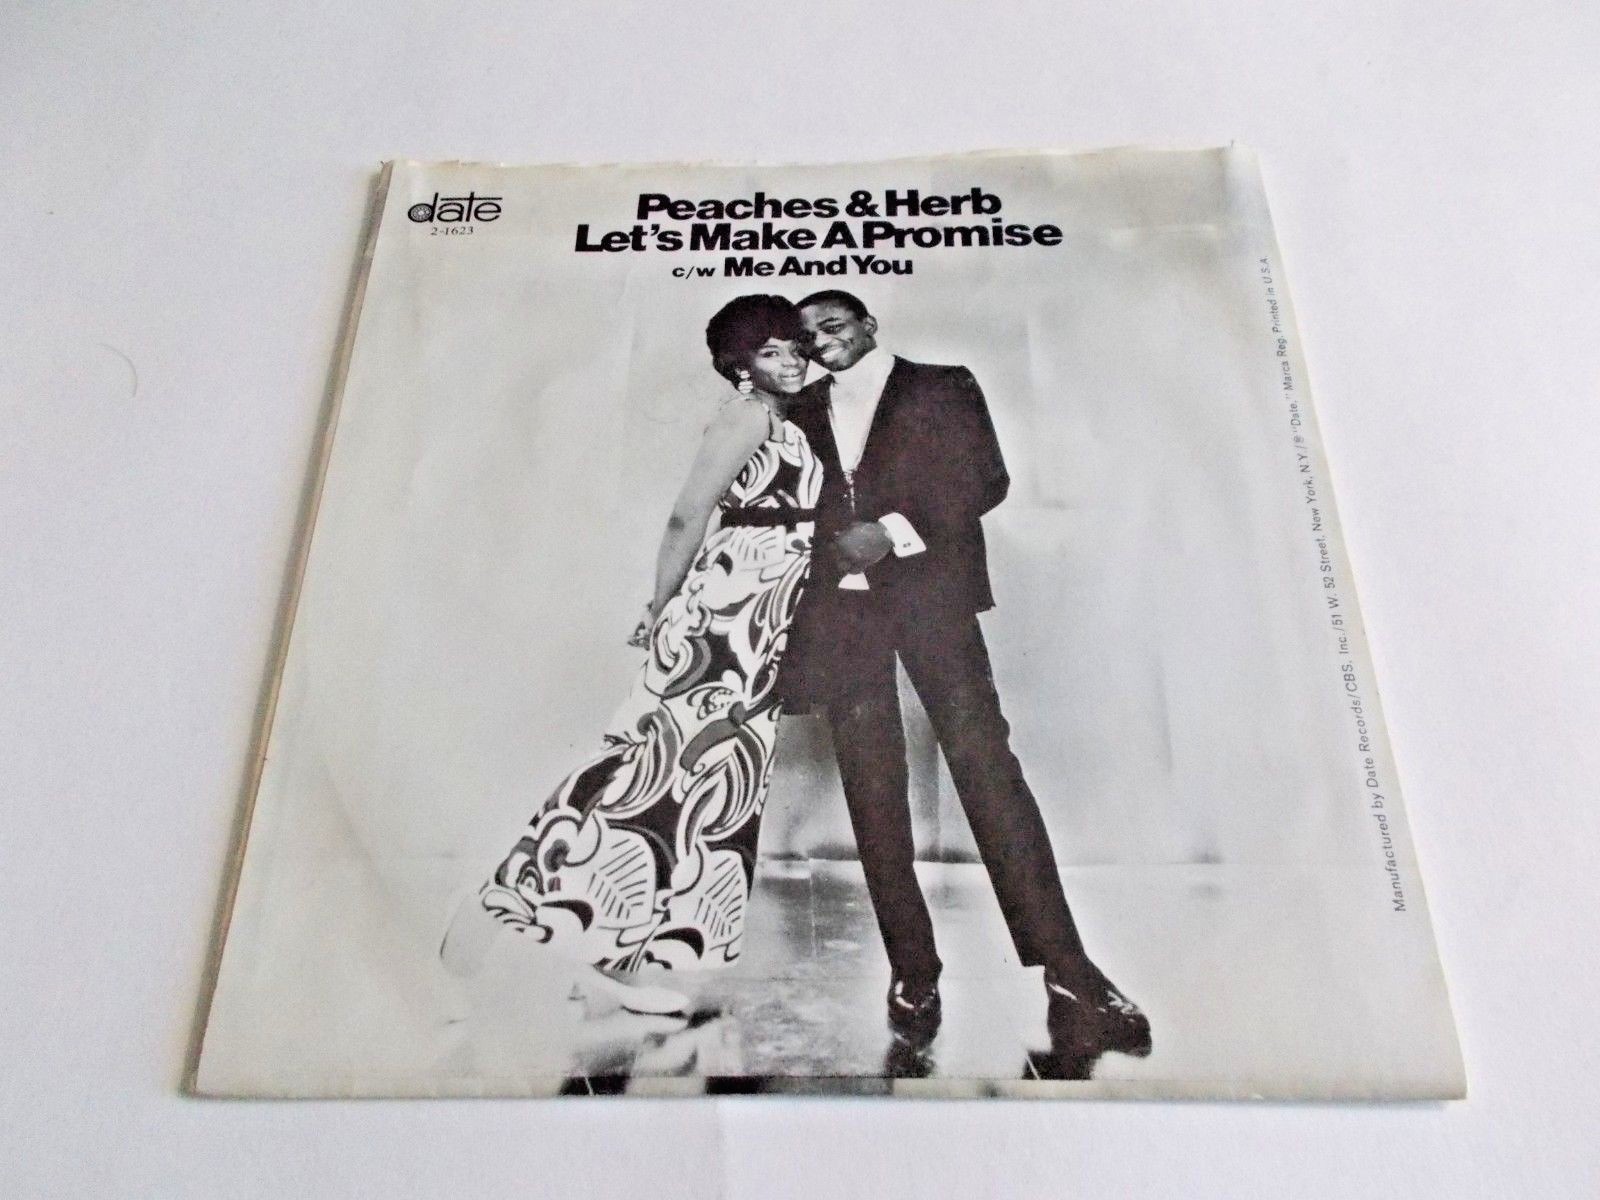 date
2-1623
Peaches & Herb
Let's Make A Promise
c/w Me And You
Manufactured by Date Records/CBS, Inc./51 W. 52 Street, New York, N.Y./® "Date," Marca Reg. Printed in U.S.A.